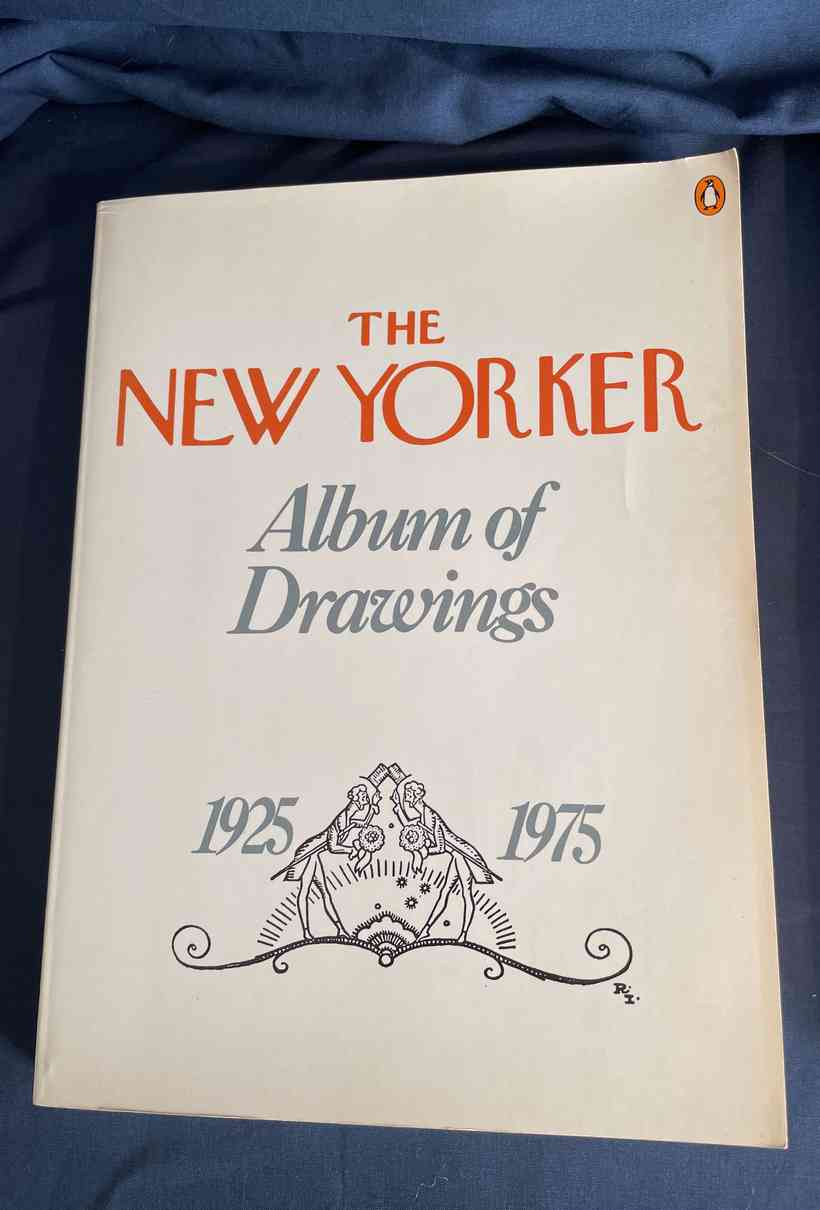 THE
NEW YORKER
Album of
Drawings
1925 1975
R.
I.